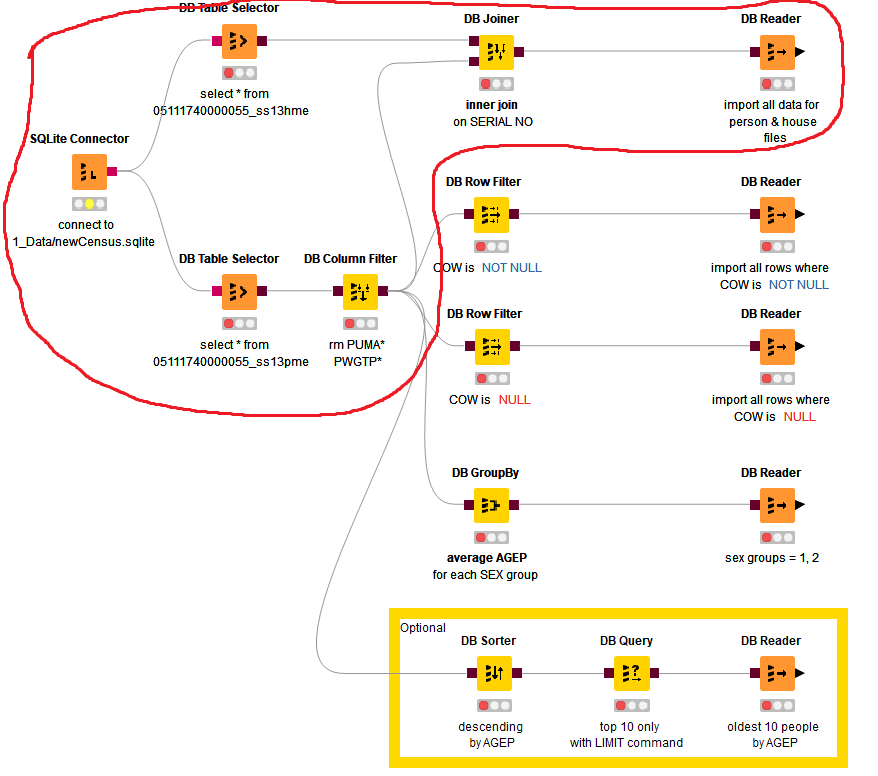 DB Table Selector
select * from
05111740000055_ss13hme
DB Joiner
inner join
on SERIAL NO
DB Reader
import all data for
person & house
files
SQLite Connector
connect to
1_Data/newCensus.sqlite
DB Table Selector
select * from
05111740000055_ss13pme
DB Column Filter
rm PUMA*
PWGTP*
DB Row Filter
COW is NOT NULL
DB Reader
import all rows where
COW is NOT NULL
DB Row Filter
COW is NULL
DB Reader
import all rows where
COW is NULL
DB GroupBy
average AGEP
for each SEX group
DB Reader
sex groups = 1, 2
Optional
DB Sorter
descending
by AGEP
DB Query
top 10 only
with LIMIT command
DB Reader
oldest 10 people
by AGEP